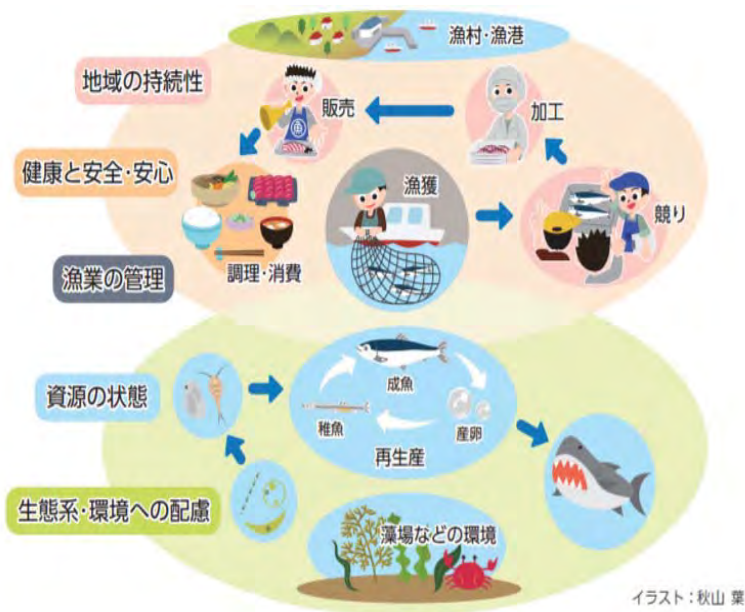 漁村・漁港
地域の持続性
販売
加工
健康と安全・安心
漁獲
競り
漁業の管理
調理・消費
資源の状態
成魚
稚魚
産卵
再生産
生態系・環境への配慮
藻場などの環境
イラスト：秋山 葉